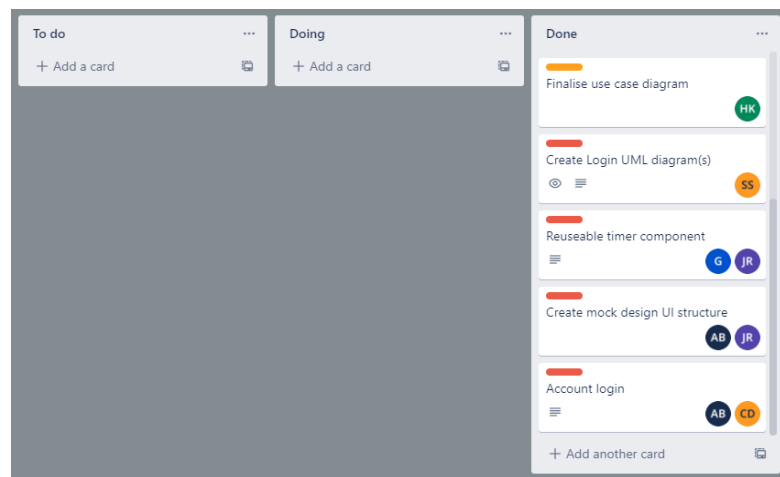 To do
+ Add a card
Doing
+ Add a card
Done
Finalise use case diagram
HK
Create Login UML diagram(s)
SS
Reuseable timer component
G JR
Create mock design UI structure
AB JR
Account login
AB CD
+ Add another card